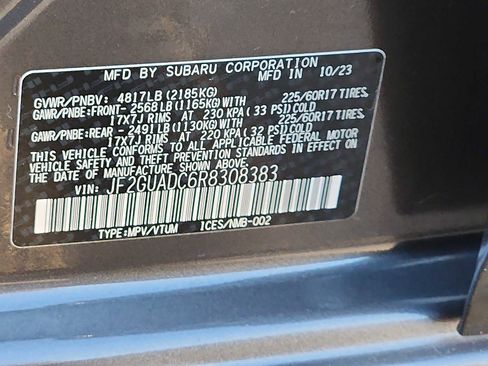 MFD BY SUBARU CORPORATION 10/23
GVWR/PNBV: 4817LB (2185KG)
GAWR/PNBE:FRONT-2568LB(1165KG)WITH 225/60R17 TIRES,
17X7J RIMS AT 230 KPA (33 PSI)COLD
GAWR/PNBE:REAR -2491LB(1130KG)WITH 225/60R17 TIRES,
17X7J RIMS AT 220 KPA (32 PSI)COLD
THIS VEHICLE CONFORMS TO ALL APPLICABLE FEDERAL MOTOR
VEHICLE SAFETY AND THEFT PREVENTION STANDARDS IN EFFECT ON
THE DATE OF MANUFACTURE SHOWN ABOVE.
VIN: JF2GUADC6R8308383
TYPE:MPV/VTUM ICES/NMB-002